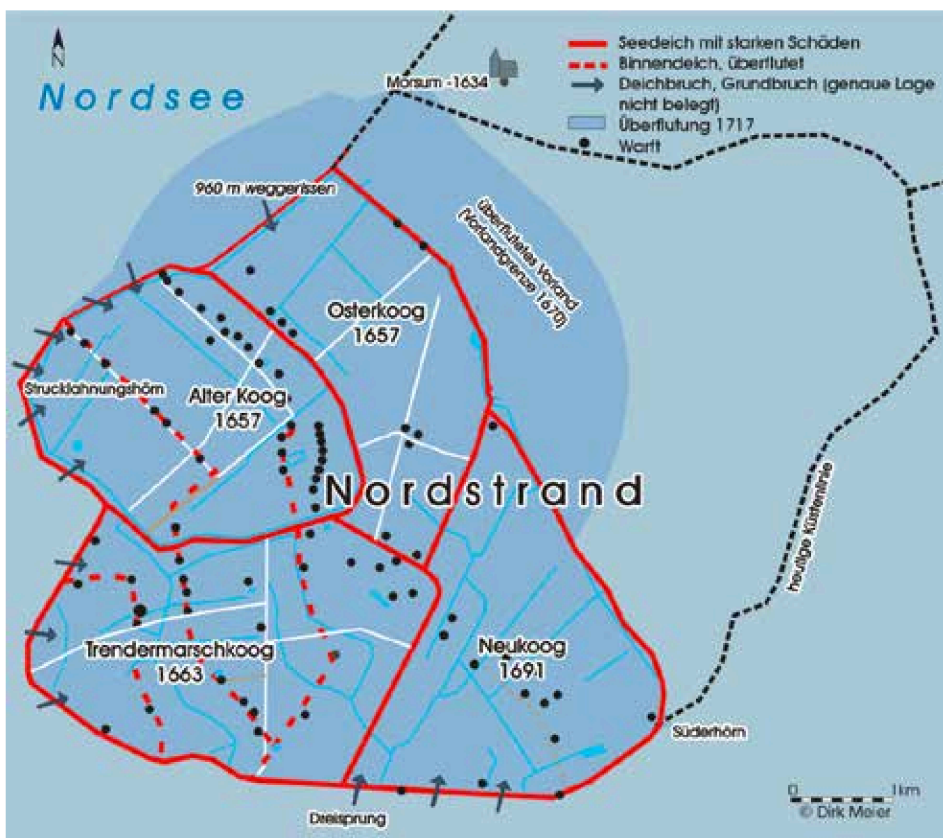 N
Nordsee
Morsum -1634
Seedeich mit starken Schäden
Binnendeich, überflutet
Deichbruch, Grundbruch (genaue Lage
nicht belegt)
Überflutung 1717
Warft
960 m weggerissen
überflutetes Vorland
(Vorlandgrenze 1670)
Osterkoog
1657
Strucklahnungshörn
Alter Koog
1657
Nordstrand
heutige Küstenlinie
Trendermarschkoog
1663
Neukoog
1691
Süderhörn
Dreisprung
0 1km
© Dirk Meier